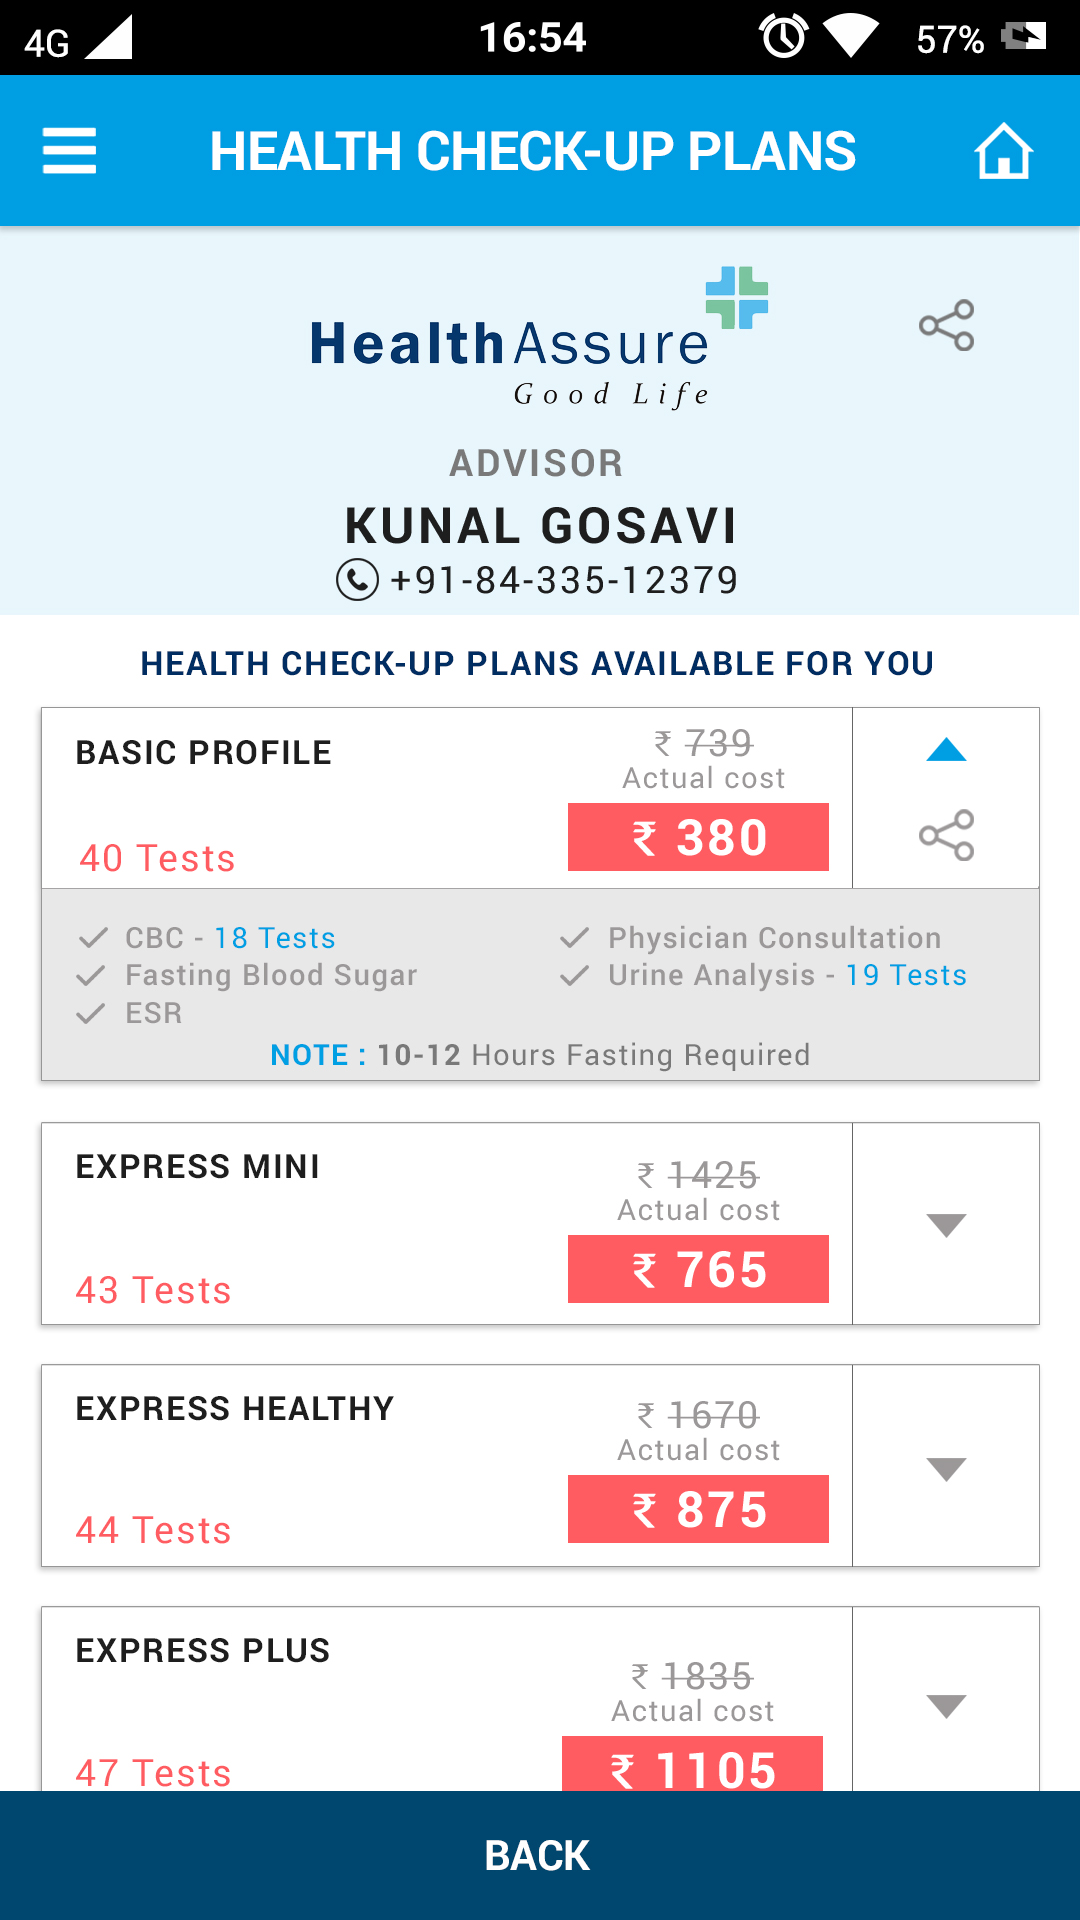 4G 16:54 57%
HEALTH CHECK-UP PLANS
HealthAssure
Good Life
ADVISOR
KUNAL GOSAVI
+91-84-335-12379
HEALTH CHECK-UP PLANS AVAILABLE FOR YOU
BASIC PROFILE
₹ 739
Actual cost
₹ 380
40 Tests
CBC - 18 Tests
Physician Consultation
Fasting Blood Sugar
Urine Analysis - 19 Tests
ESR
NOTE : 10-12 Hours Fasting Required
EXPRESS MINI
₹ 1425
Actual cost
₹ 765
43 Tests
EXPRESS HEALTHY
₹ 1670
Actual cost
₹ 875
44 Tests
EXPRESS PLUS
₹ 1835
Actual cost
₹ 1105
47 Tests
BACK